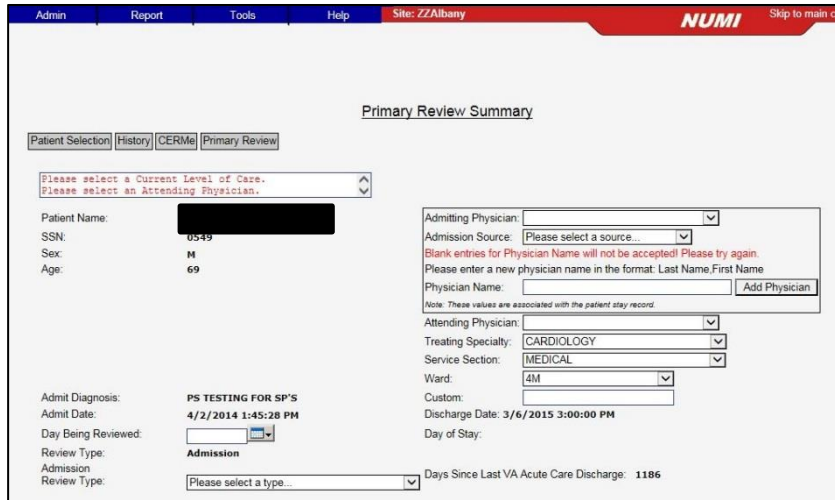 Admin Report Tools Help Site: ZZAlbany NUMI Skip to main
Primary Review Summary
Patient Selection History CERMe Primary Review
Please select a Current Level of Care.
Please select an Attending Physician.
Patient Name:
SSN: 0549
Sex: M
Age: 69
Admitting Physician:
Admission Source: Please select a source...
Blank entries for Physician Name will not be accepted! Please try again.
Please enter a new physician name in the format: Last Name,First Name
Physician Name: Add Physician
Note: These values are associated with the patient stay record.
Attending Physician:
Treating Specialty: CARDIOLOGY
Service Section: MEDICAL
Ward: 4M
Admit Diagnosis: PS TESTING FOR SP'S
Custom:
Admit Date: 4/2/2014 1:45:28 PM
Discharge Date: 3/6/2015 3:00:00 PM
Day Being Reviewed:
Day of Stay:
Review Type: Admission
Admission
Review Type: Please select a type...
Days Since Last VA Acute Care Discharge: 1186